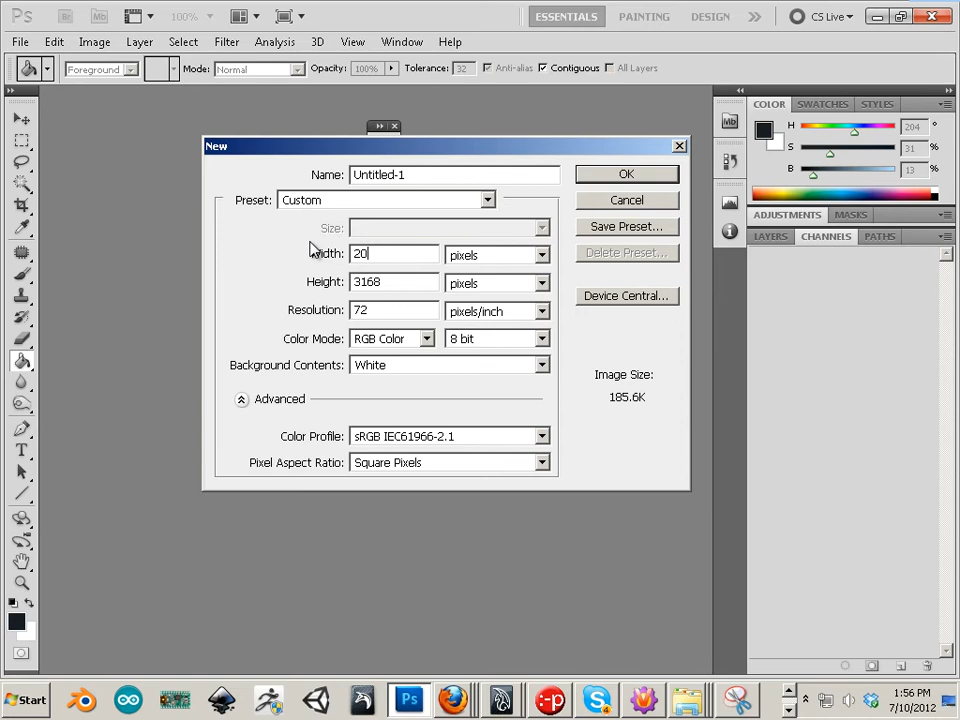 Ps Br Mb 100% ESSENTIALS PAINTING DESIGN CS Live
File Edit Image Layer Select Filter Analysis 3D View Window Help
Foreground Mode: Normal Opacity: 100% Tolerance: 32 Anti-alias Contiguous All Layers
COLOR SWATCHES STYLES
Mb
H 204 °
S 31 %
B 13 %
New
Name: Untitled-1 OK
Preset: Custom Cancel
Size: Save Preset...
Width: 20 pixels Delete Preset...
Height: 3168 pixels
Device Central...
Resolution: 72 pixels/inch
Color Mode: RGB Color 8 bit
Background Contents: White
Image Size:
185.6K
Advanced
Color Profile: sRGB IEC61966-2.1
Pixel Aspect Ratio: Square Pixels
ADJUSTMENTS MASKS
LAYERS CHANNELS PATHS
T
Start Ps 1:56 PM
7/10/2012